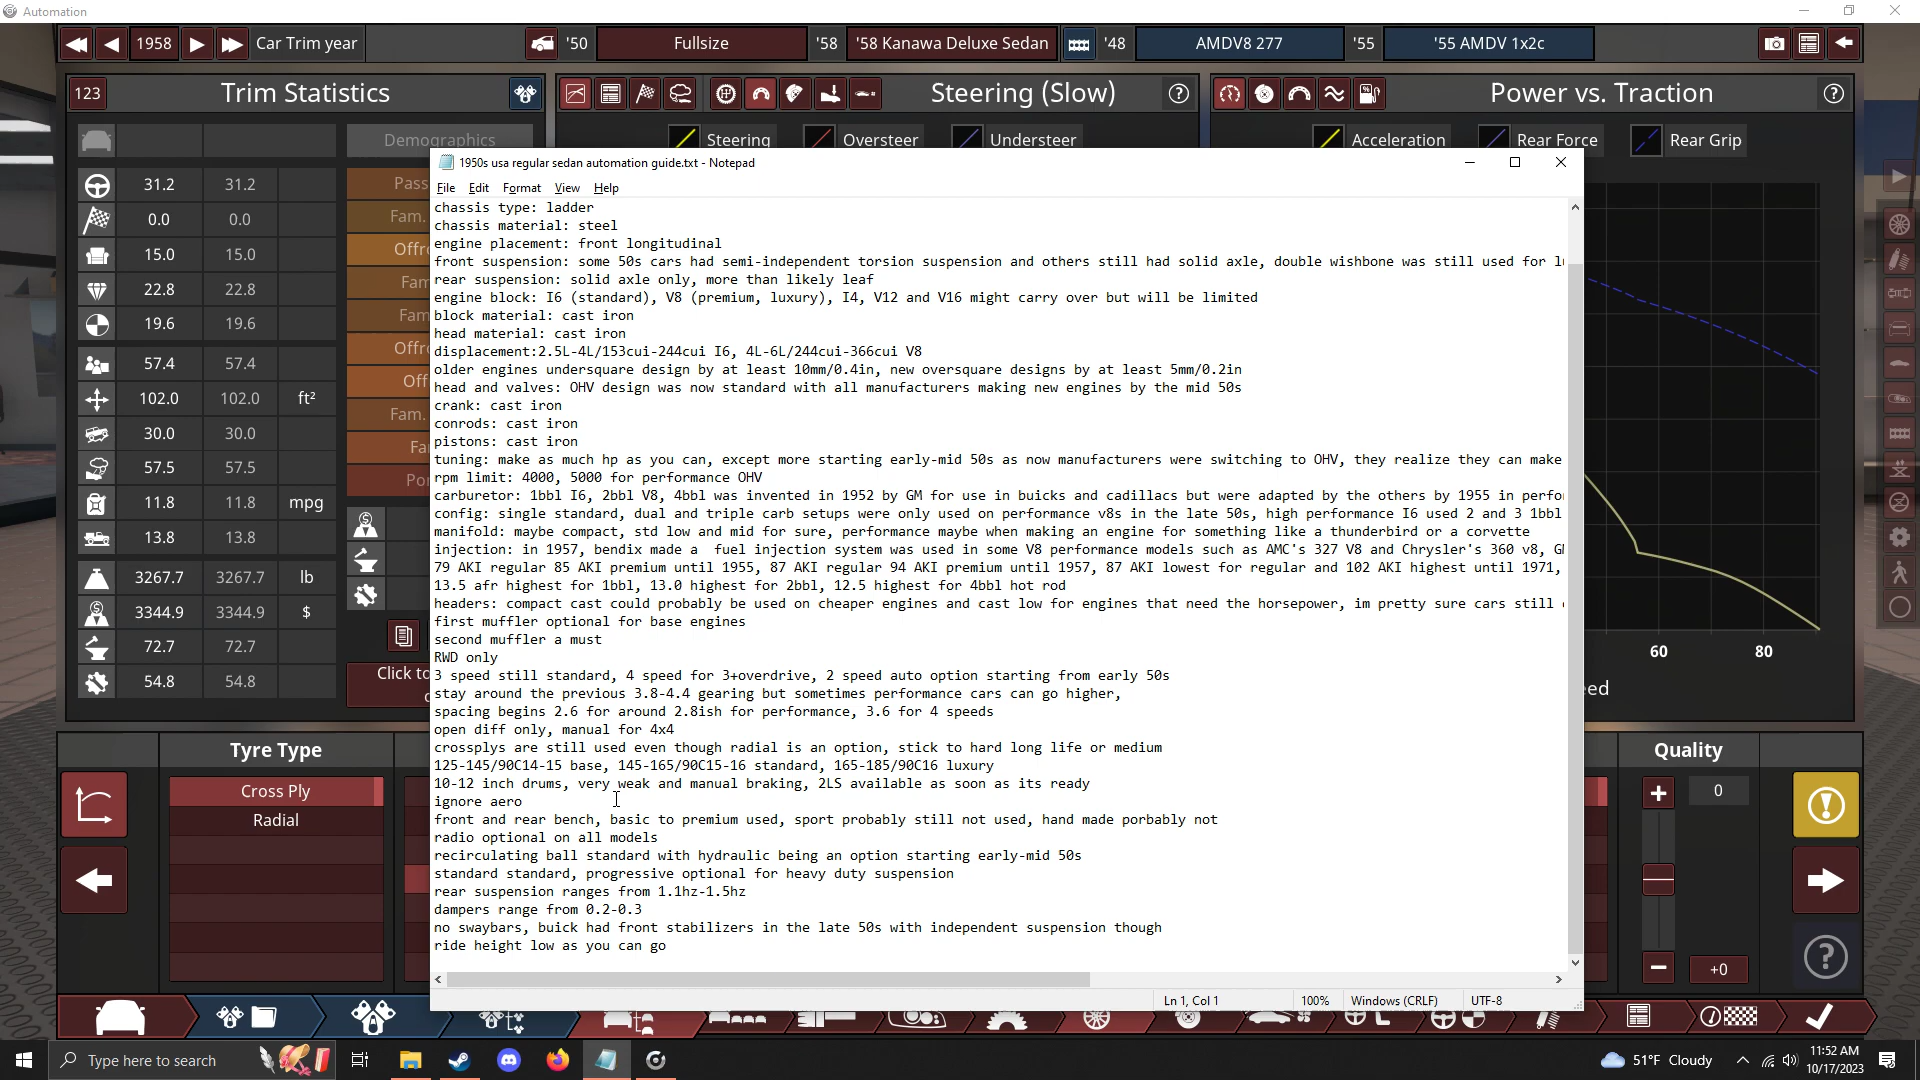 Automation
1958
Car Trim year
'50
Fullsize
'58
'58 Kanawa Deluxe Sedan
'48
AMDV8 277
'55
'55 AMDV 1x2c
123
Trim Statistics
Steering (Slow)
Power vs. Traction
Demographics
Steering
Oversteer
Understeer
Acceleration
Rear Force
Rear Grip
31.2 31.2
0.0 0.0
15.0 15.0
22.8 22.8
19.6 19.6
57.4 57.4
102.0 102.0 ft²
30.0 30.0
57.5 57.5
11.8 11.8 mpg
13.8 13.8
3267.7 3267.7 lb
3344.9 3344.9 $
72.7 72.7
54.8 54.8
Pass
Fam.
Offro
Fam
Fam.
Offro
Off
Fam.
Fa
Po
Click to
1950s usa regular sedan automation guide.txt - Notepad
File Edit Format View Help
chassis type: ladder
chassis material: steel
engine placement: front longitudinal
front suspension: some 50s cars had semi-independent torsion suspension and others still had solid axle, double wishbone was still used for l
rear suspension: solid axle only, more than likely leaf
engine block: I6 (standard), V8 (premium, luxury), I4, V12 and V16 might carry over but will be limited
block material: cast iron
head material: cast iron
displacement:2.5L-4L/153cui-244cui I6, 4L-6L/244cui-366cui V8
older engines undersquare design by at least 10mm/0.4in, new oversquare designs by at least 5mm/0.2in
head and valves: OHV design was now standard with all manufacturers making new engines by the mid 50s
crank: cast iron
conrods: cast iron
pistons: cast iron
tuning: make as much hp as you can, except more starting early-mid 50s as now manufacturers were switching to OHV, they realize they can make
rpm limit: 4000, 5000 for performance OHV
carburetor: 1bbl I6, 2bbl V8, 4bbl was invented in 1952 by GM for use in buicks and cadillacs but were adapted by the others by 1955 in perfo
config: single standard, dual and triple carb setups were only used on performance v8s in the late 50s, high performance I6 used 2 and 3 1bbl
manifold: maybe compact, std low and mid for sure, performance maybe when making an engine for something like a thunderbird or a corvette
injection: in 1957, bendix made a  fuel injection system was used in some V8 performance models such as AMC's 327 V8 and Chrysler's 360 v8, GM
79 AKI regular 85 AKI premium until 1955, 87 AKI regular 94 AKI premium until 1957, 87 AKI lowest for regular and 102 AKI highest until 1971,
13.5 afr highest for 1bbl, 13.0 highest for 2bbl, 12.5 highest for 4bbl hot rod
headers: compact cast could probably be used on cheaper engines and cast low for engines that need the horsepower, im pretty sure cars still
first muffler optional for base engines
second muffler a must
RWD only
3 speed still standard, 4 speed for 3+overdrive, 2 speed auto option starting from early 50s
stay around the previous 3.8-4.4 gearing but sometimes performance cars can go higher,
spacing begins 2.6 for around 2.8ish for performance, 3.6 for 4 speeds
open diff only, manual for 4x4
crossplys are still used even though radial is an option, stick to hard long life or medium
125-145/90C14-15 base, 145-165/90C15-16 standard, 165-185/90C16 luxury
10-12 inch drums, very weak and manual braking, 2LS available as soon as its ready
ignore aero
front and rear bench, basic to premium used, sport probably still not used, hand made porbably not
radio optional on all models
recirculating ball standard with hydraulic being an option starting early-mid 50s
standard standard, progressive optional for heavy duty suspension
rear suspension ranges from 1.1hz-1.5hz
dampers range from 0.2-0.3
no swaybars, buick had front stabilizers in the late 50s with independent suspension though
ride height low as you can go
Ln 1, Col 1
100%
Windows (CRLF)
UTF-8
60
80
eed
Tyre Type
Cross Ply
Radial
Quality
0
+0
Type here to search
51°F Cloudy
11:52 AM
10/17/2023